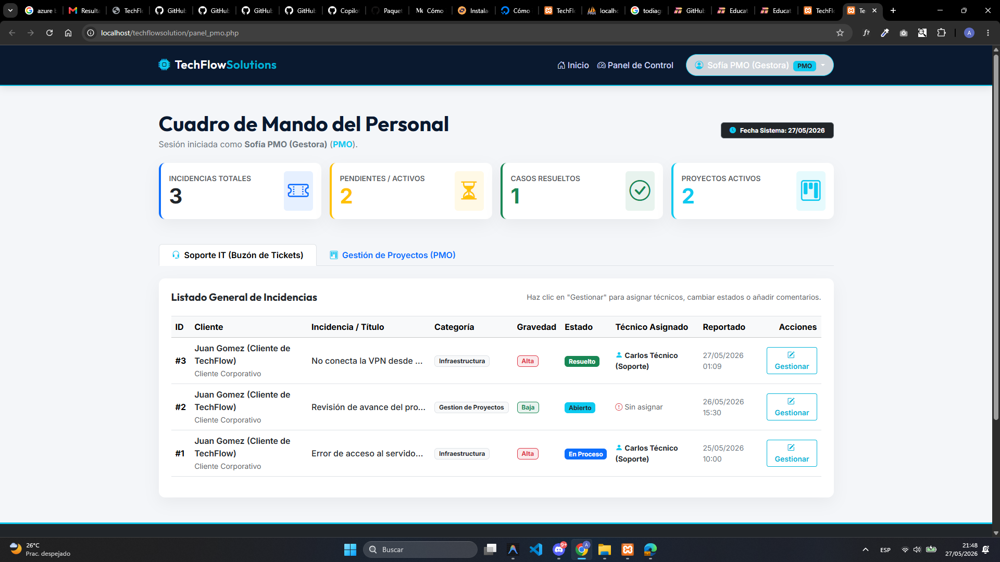 azure b
Resulta
TechFl
GitHub
GitHub
GitHub
GitHub
Copilo
Paquet
Cómo
Instala
Cómo
TechFl
localho
todiag
GitHub
Educat
Educat
TechFl
Te
localhost/techflowsolution/panel_pmo.php
TechFlowSolutions
Inicio
Panel de Control
Sofía PMO (Gestora) PMO
Cuadro de Mando del Personal
Sesión iniciada como Sofía PMO (Gestora) (PMO).
Fecha Sistema: 27/05/2026
INCIDENCIAS TOTALES
3
PENDIENTES / ACTIVOS
2
CASOS RESUELTOS
1
PROYECTOS ACTIVOS
2
Soporte IT (Buzón de Tickets)
Gestión de Proyectos (PMO)
Listado General de Incidencias
Haz clic en "Gestionar" para asignar técnicos, cambiar estados o añadir comentarios.
ID Cliente Incidencia / Título Categoría Gravedad Estado Técnico Asignado Reportado Acciones
#3
Juan Gomez (Cliente de
TechFlow)
Cliente Corporativo
No conecta la VPN desde ...
Infraestructura
Alta
Resuelto
Carlos Técnico
(Soporte)
27/05/2026
01:09
Gestionar
#2
Juan Gomez (Cliente de
TechFlow)
Cliente Corporativo
Revisión de avance del pro...
Gestion de Proyectos
Baja
Abierto
Sin asignar
26/05/2026
15:30
Gestionar
#1
Juan Gomez (Cliente de
TechFlow)
Cliente Corporativo
Error de acceso al servido...
Infraestructura
Alta
En Proceso
Carlos Técnico
(Soporte)
25/05/2026
10:00
Gestionar
26°C
Prac. despejado
Buscar
9+
A
ESP
21:48
27/05/2026